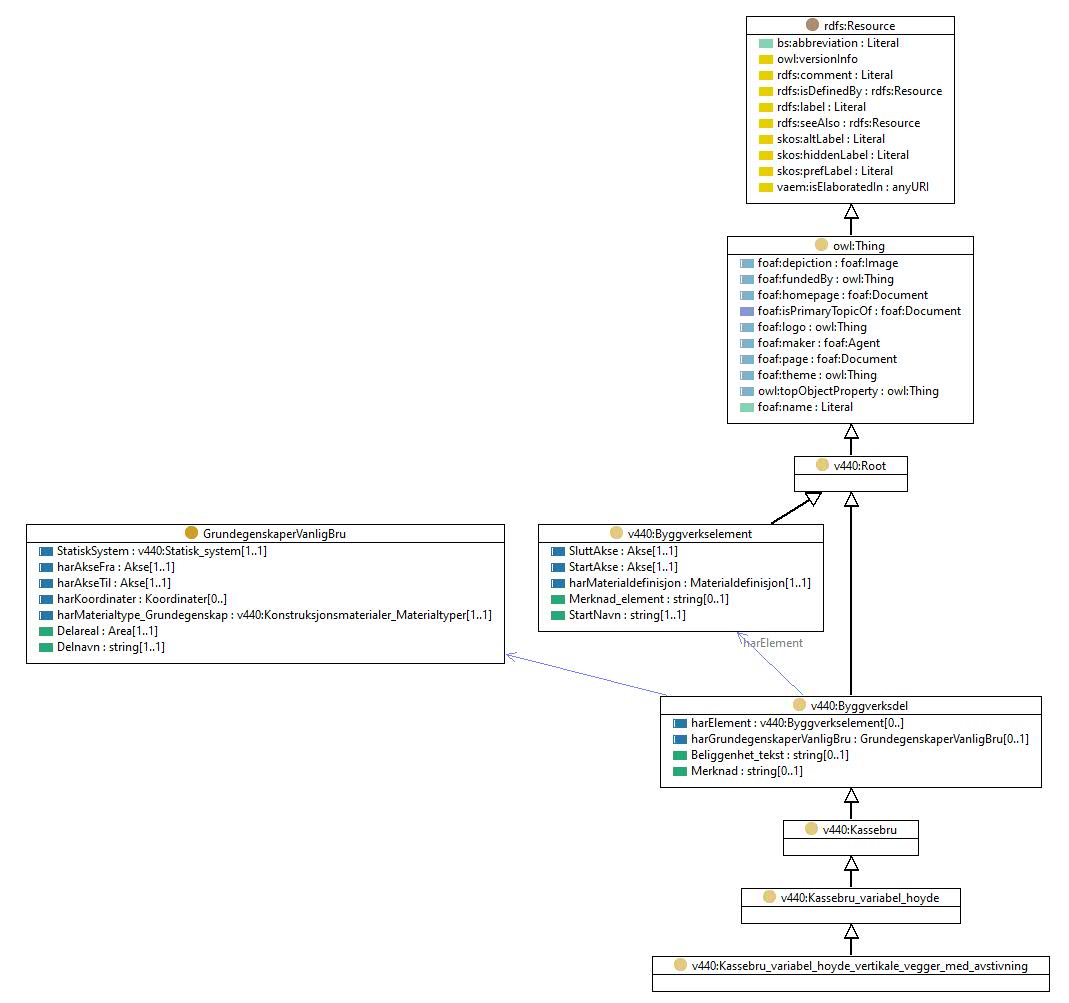 rdfs:Resource
bs:abbreviation : Literal
owl:versionInfo
rdfs:comment : Literal
rdfs:isDefinedBy : rdfs:Resource
rdfs:label : Literal
rdfs:seeAlso : rdfs:Resource
skos:altLabel : Literal
skos:hiddenLabel : Literal
skos:prefLabel : Literal
vaem:isElaboratedIn : anyURI
owl:Thing
foaf:depiction : foaf:Image
foaf:fundedBy : owl:Thing
foaf:homepage : foaf:Document
foaf:isPrimaryTopicOf : foaf:Document
foaf:logo : owl:Thing
foaf:maker : foaf:Agent
foaf:page : foaf:Document
foaf:theme : owl:Thing
owl:topObjectProperty : owl:Thing
foaf:name : Literal
v440:Root
GrundegenskaperVanligBru
StatiskSystem : v440:Statisk_system[1..1]
harAkseFra : Akse[1..1]
harAkseTil : Akse[1..1]
harKoordinater : Koordinater[0..]
harMaterialtype_Grundegenskap : v440:Konstruksjonsmaterialer_Materialtyper[1..1]
Delareal : Area[1..1]
Delnavn : string[1..1]
v440:Byggverkselement
SluttAkse : Akse[1..1]
StartAkse : Akse[1..1]
harMaterialdefinisjon : Materialdefinisjon[1..1]
Merknad_element : string[0..1]
StartNavn : string[1..1]
harElement
v440:Byggverksdel
harElement : v440:Byggverkselement[0..]
harGrundegenskaperVanligBru : GrundegenskaperVanligBru[0..1]
Beliggenhet_tekst : string[0..1]
Merknad : string[0..1]
v440:Kassebru
v440:Kassebru_variabel_hoyde
v440:Kassebru_variabel_hoyde_vertikale_vegger_med_avstivning